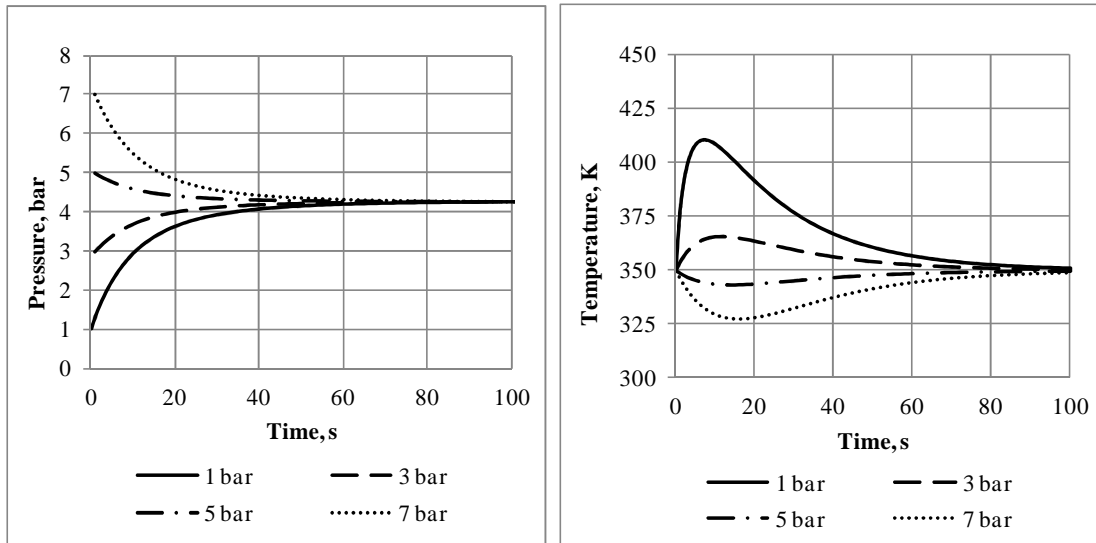 Pressure, bar
8
7
6
5
4
3
2
1
0
0 20 40 60 80 100
Time, s
1 bar 3 bar
5 bar 7 bar
Temperature, K
450
425
400
375
350
325
300
0 20 40 60 80 100
Time, s
1 bar 3 bar
5 bar 7 bar